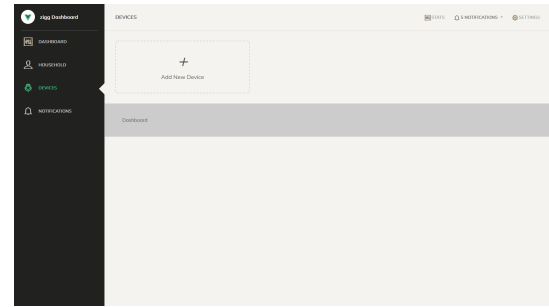 zigg Dashboard
DASHBOARD
HOUSEHOLD
DEVICES
NOTIFICATIONS
DEVICES
STATS
5 NOTIFICATIONS
SETTINGS
Add New Device
Dashboard